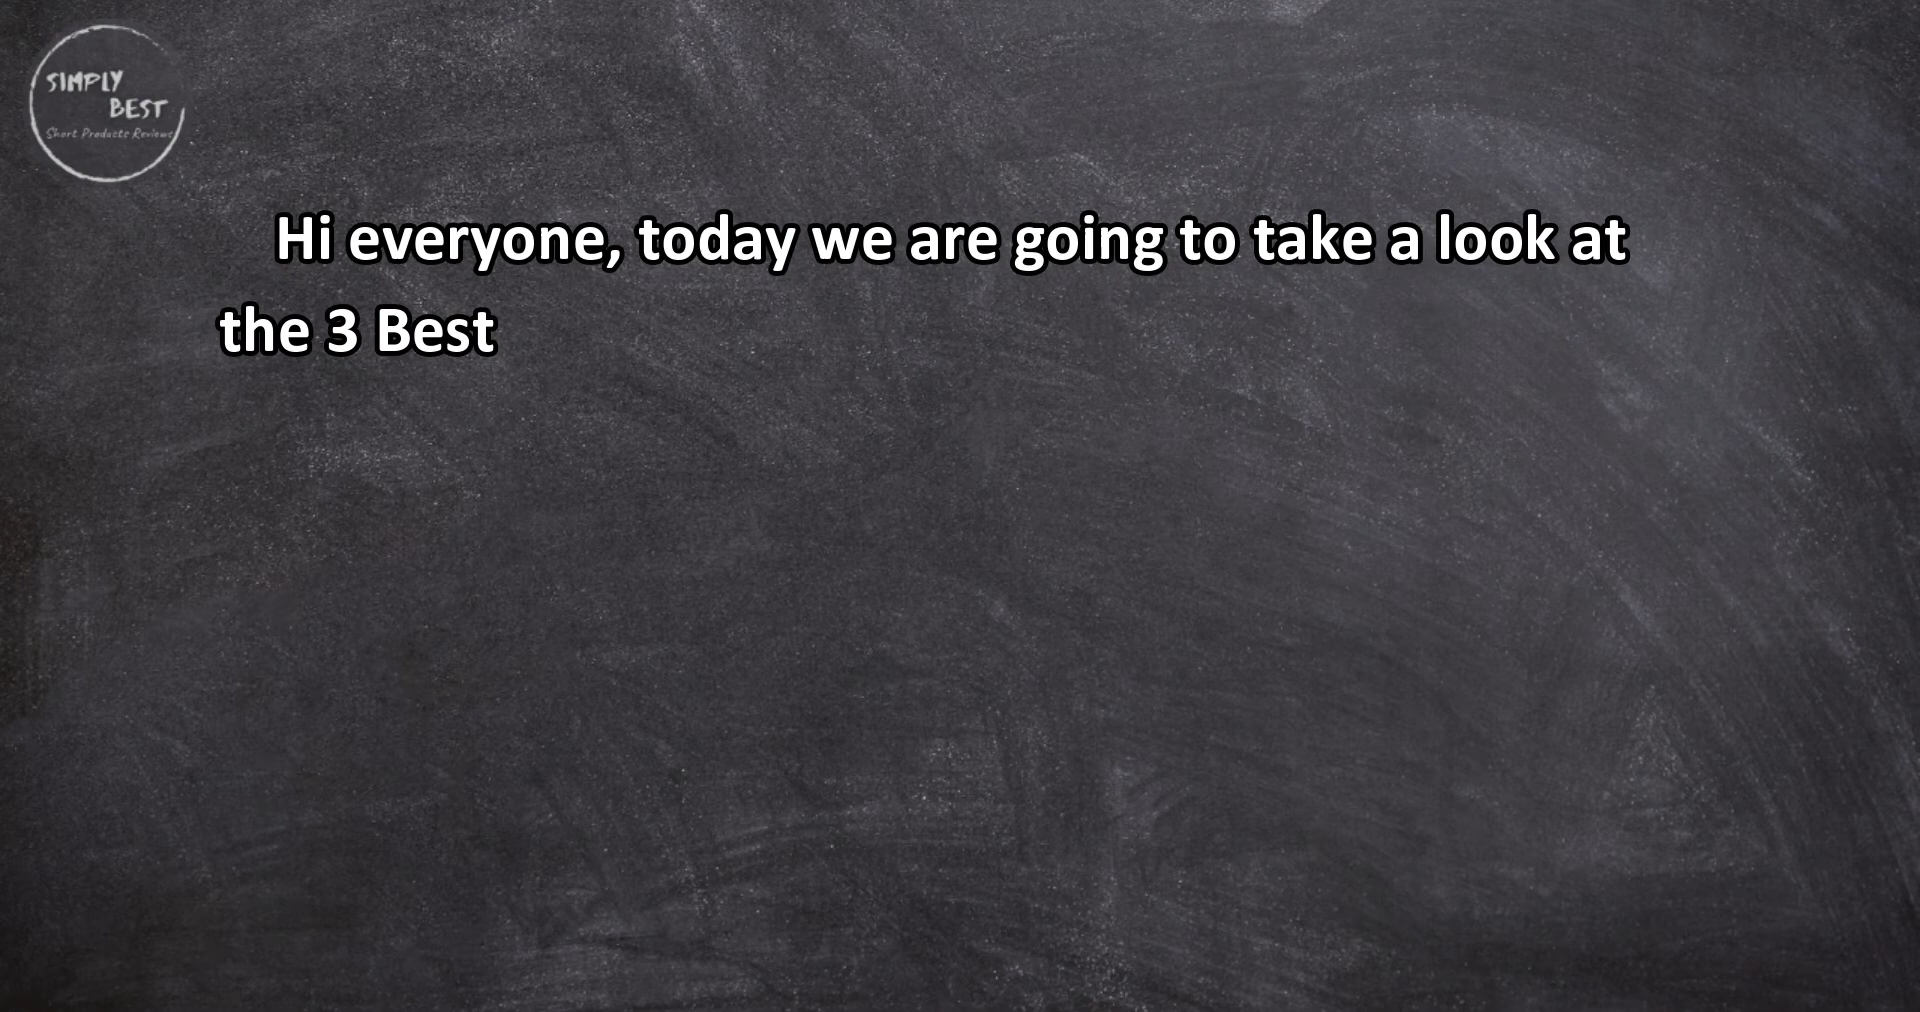 SIMPLY
BEST
Short Products Reviews
Hi everyone, today we are going to take a look at
the 3 Best